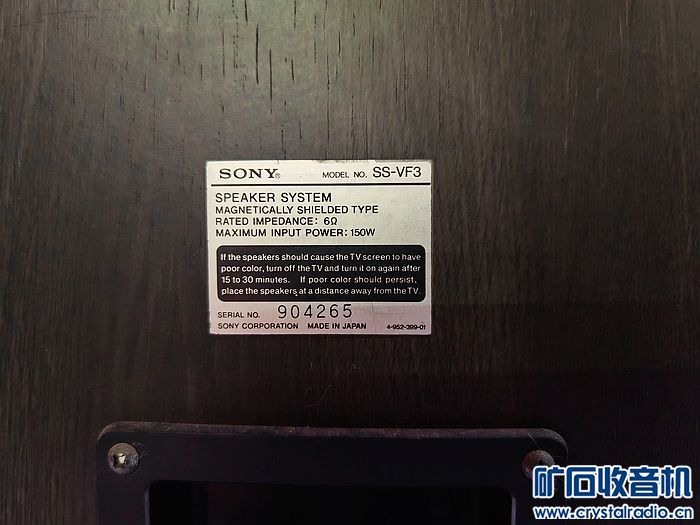 SONY® MODEL NO. SS-VF3
SPEAKER SYSTEM
MAGNETICALLY SHIELDED TYPE
RATED IMPEDANCE: 6Ω
MAXIMUM INPUT POWER: 150W
If the speakers should cause the TV screen to have
poor color, turn off the TV and turn it on again after
15 to 30 minutes. If poor color should persist,
place the speakers at a distance away from the TV.
SERIAL NO. 904265
SONY CORPORATION MADE IN JAPAN 4-952-399-01
矿石收音机
www.crystalradio.cn